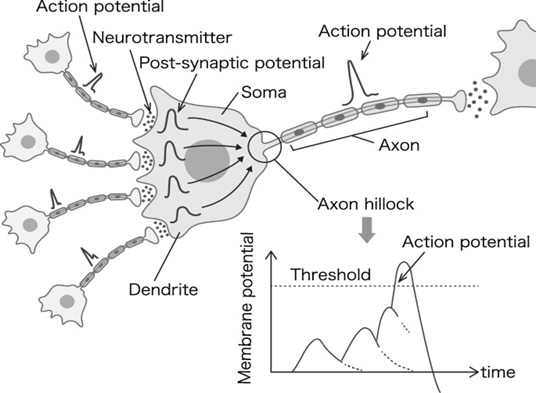 Action potential
Neurotransmitter
Post-synaptic potential
Soma
Action potential
Axon
Axon hillock
Dendrite
Action potential
Threshold
Membrane potential
time